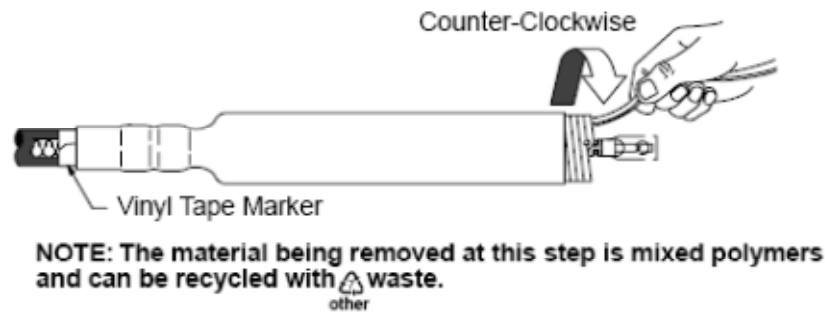 Counter-Clockwise
Vinyl Tape Marker
NOTE: The material being removed at this step is mixed polymers
and can be recycled with waste.
other